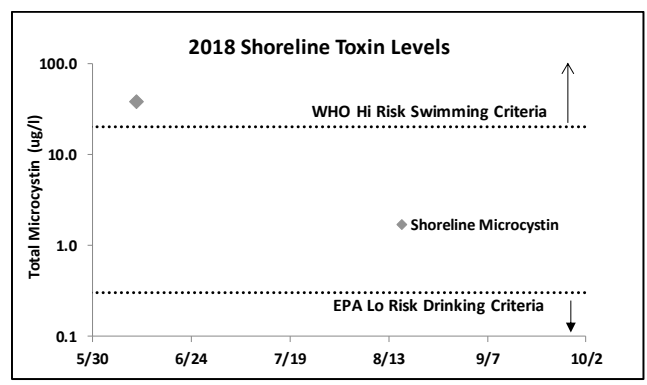 2018 Shoreline Toxin Levels
Total Microcystin (ug/l)
100.0
WHO Hi Risk Swimming Criteria
10.0
Shoreline Microcystin
1.0
EPA Lo Risk Drinking Criteria
0.1
5/30 6/24 7/19 8/13 9/7 10/2